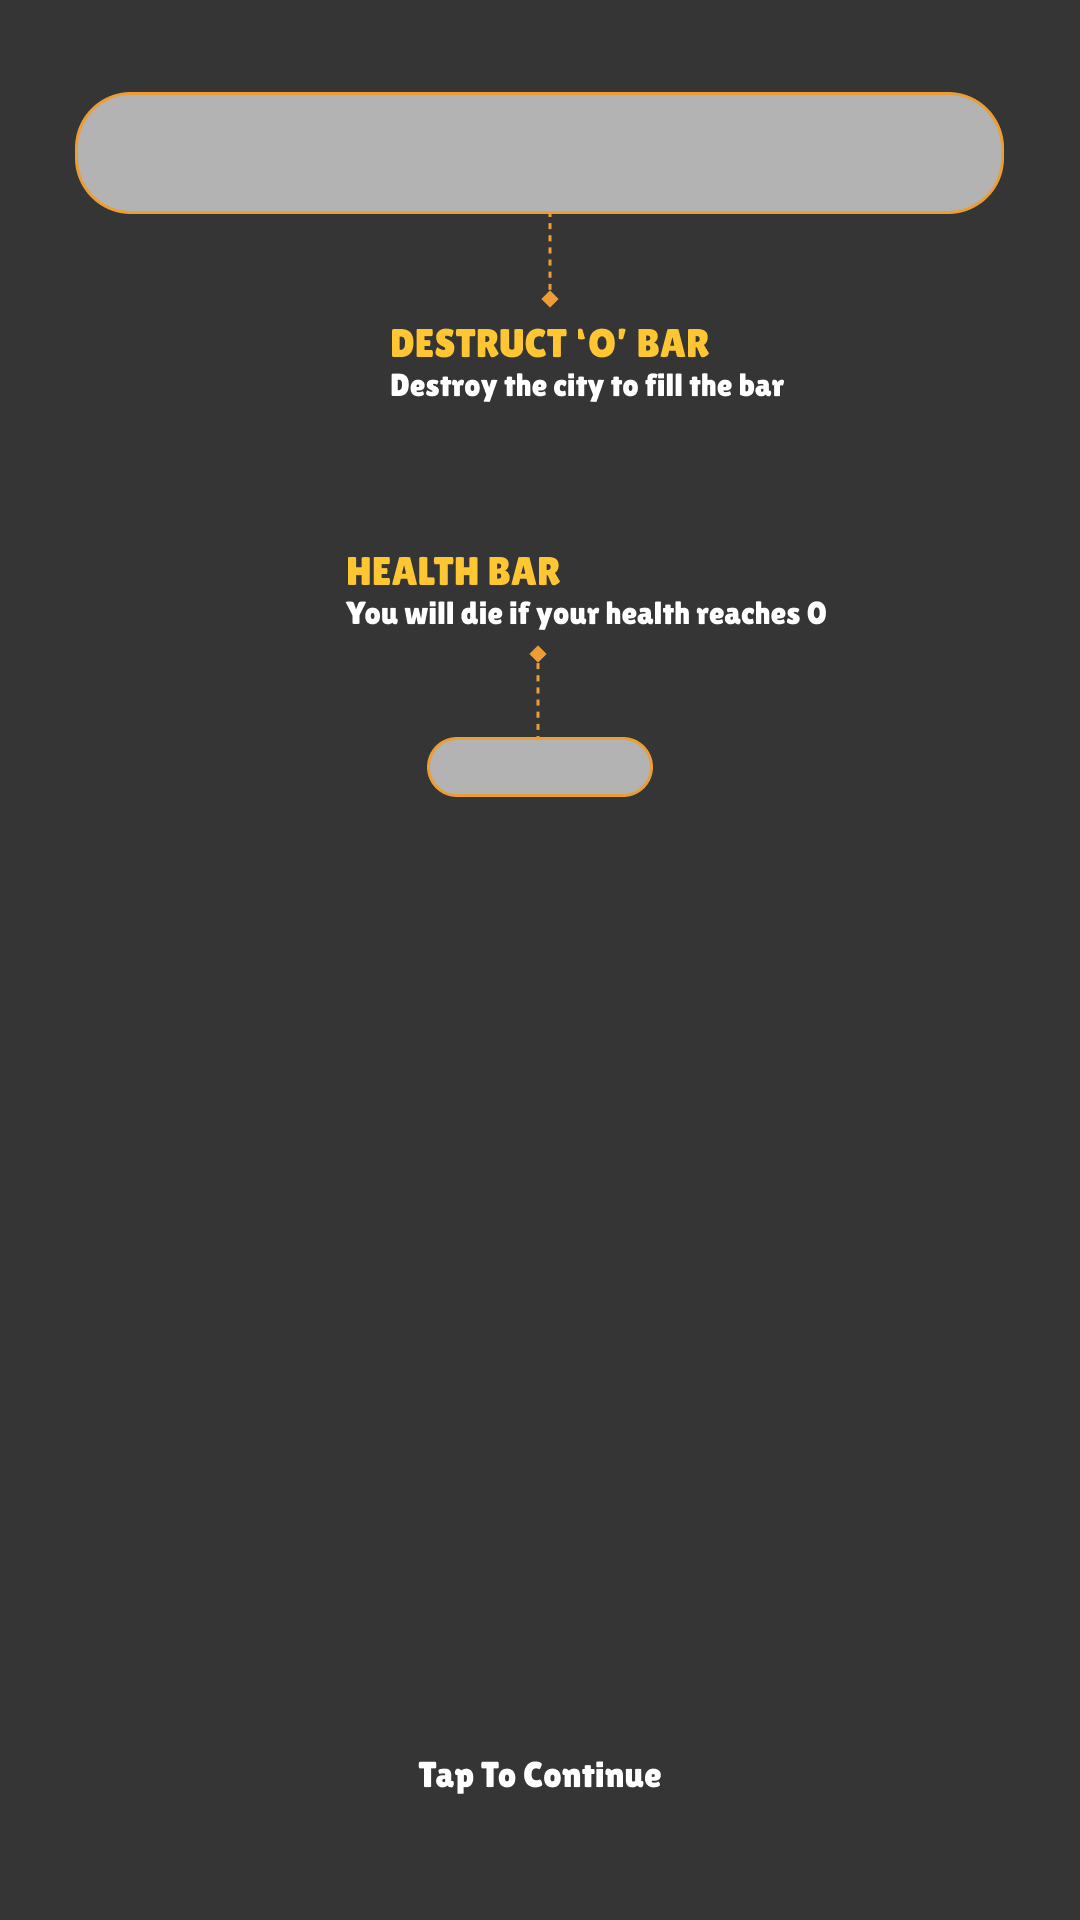 DESTRUCT ‘O’ BAR
Destroy the city to fill the bar
HEALTH BAR
You will die if your health reaches 0
Tap To Continue